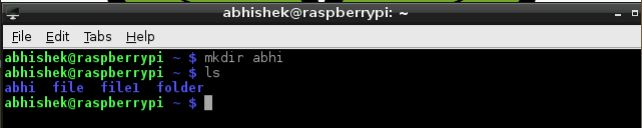 abhishek@raspberrypi: ~
File Edit Tabs Help
abhishek@raspberrypi ~ $ mkdir abhi
abhishek@raspberrypi ~ $ ls
abhi file file1 folder
abhishek@raspberrypi ~ $